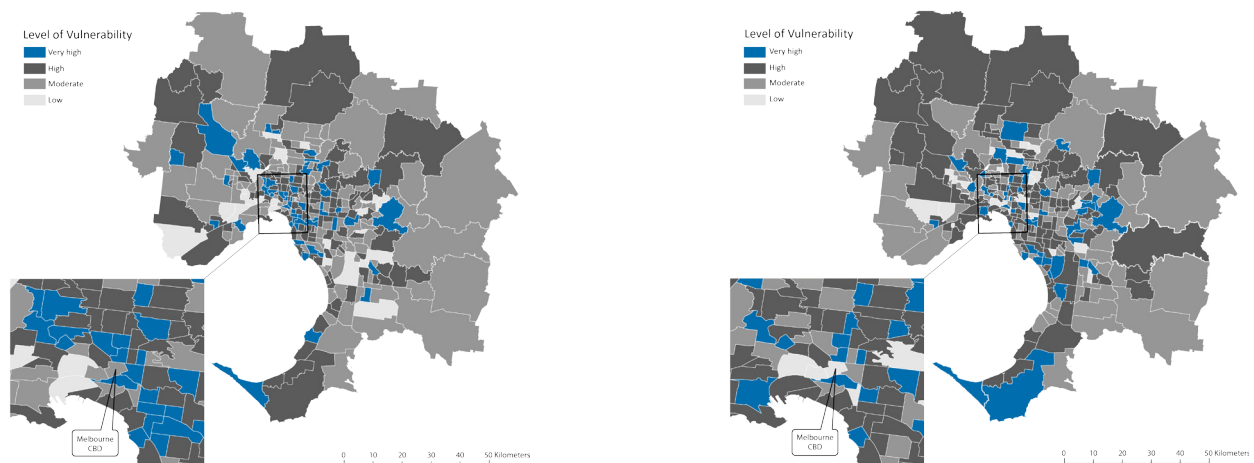 Level of Vulnerability
Very high
High
Moderate
Low
Melbourne
CBD
0 10 20 30 40 50 Kilometers
Level of Vulnerability
Very high
High
Moderate
Low
Melbourne
CBD
0 10 20 30 40 50 Kilometers